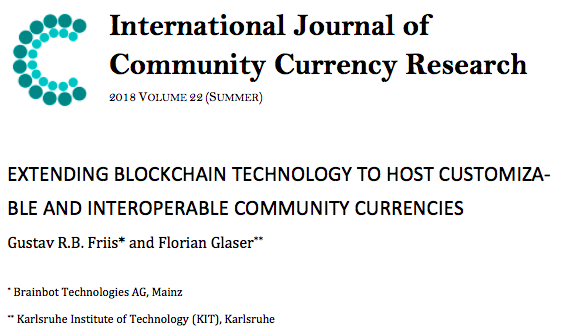 International Journal of
Community Currency Research
2018 VOLUME 22 (SUMMER)
EXTENDING BLOCKCHAIN TECHNOLOGY TO HOST CUSTOMIZA-
BLE AND INTEROPERABLE COMMUNITY CURRENCIES
Gustav R.B. Friis* and Florian Glaser**
* Brainbot Technologies AG, Mainz
** Karlsruhe Institute of Technology (KIT), Karlsruhe